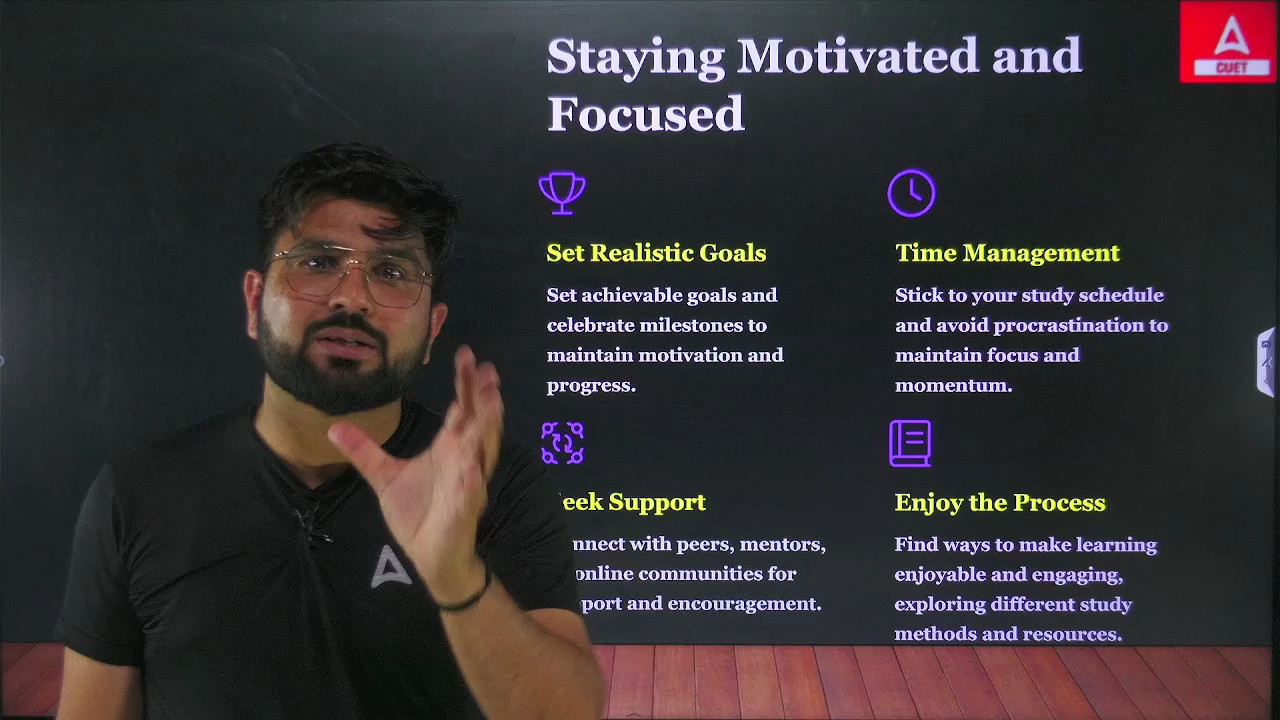 Staying Motivated and
Focused
CUET
Set Realistic Goals
Set achievable goals and
celebrate milestones to
maintain motivation and
progress.
Time Management
Stick to your study schedule
and avoid procrastination to
maintain focus and
momentum.
eek Support
nnect with peers, mentors,
online communities for
port and encouragement.
Enjoy the Process
Find ways to make learning
enjoyable and engaging,
exploring different study
methods and resources.